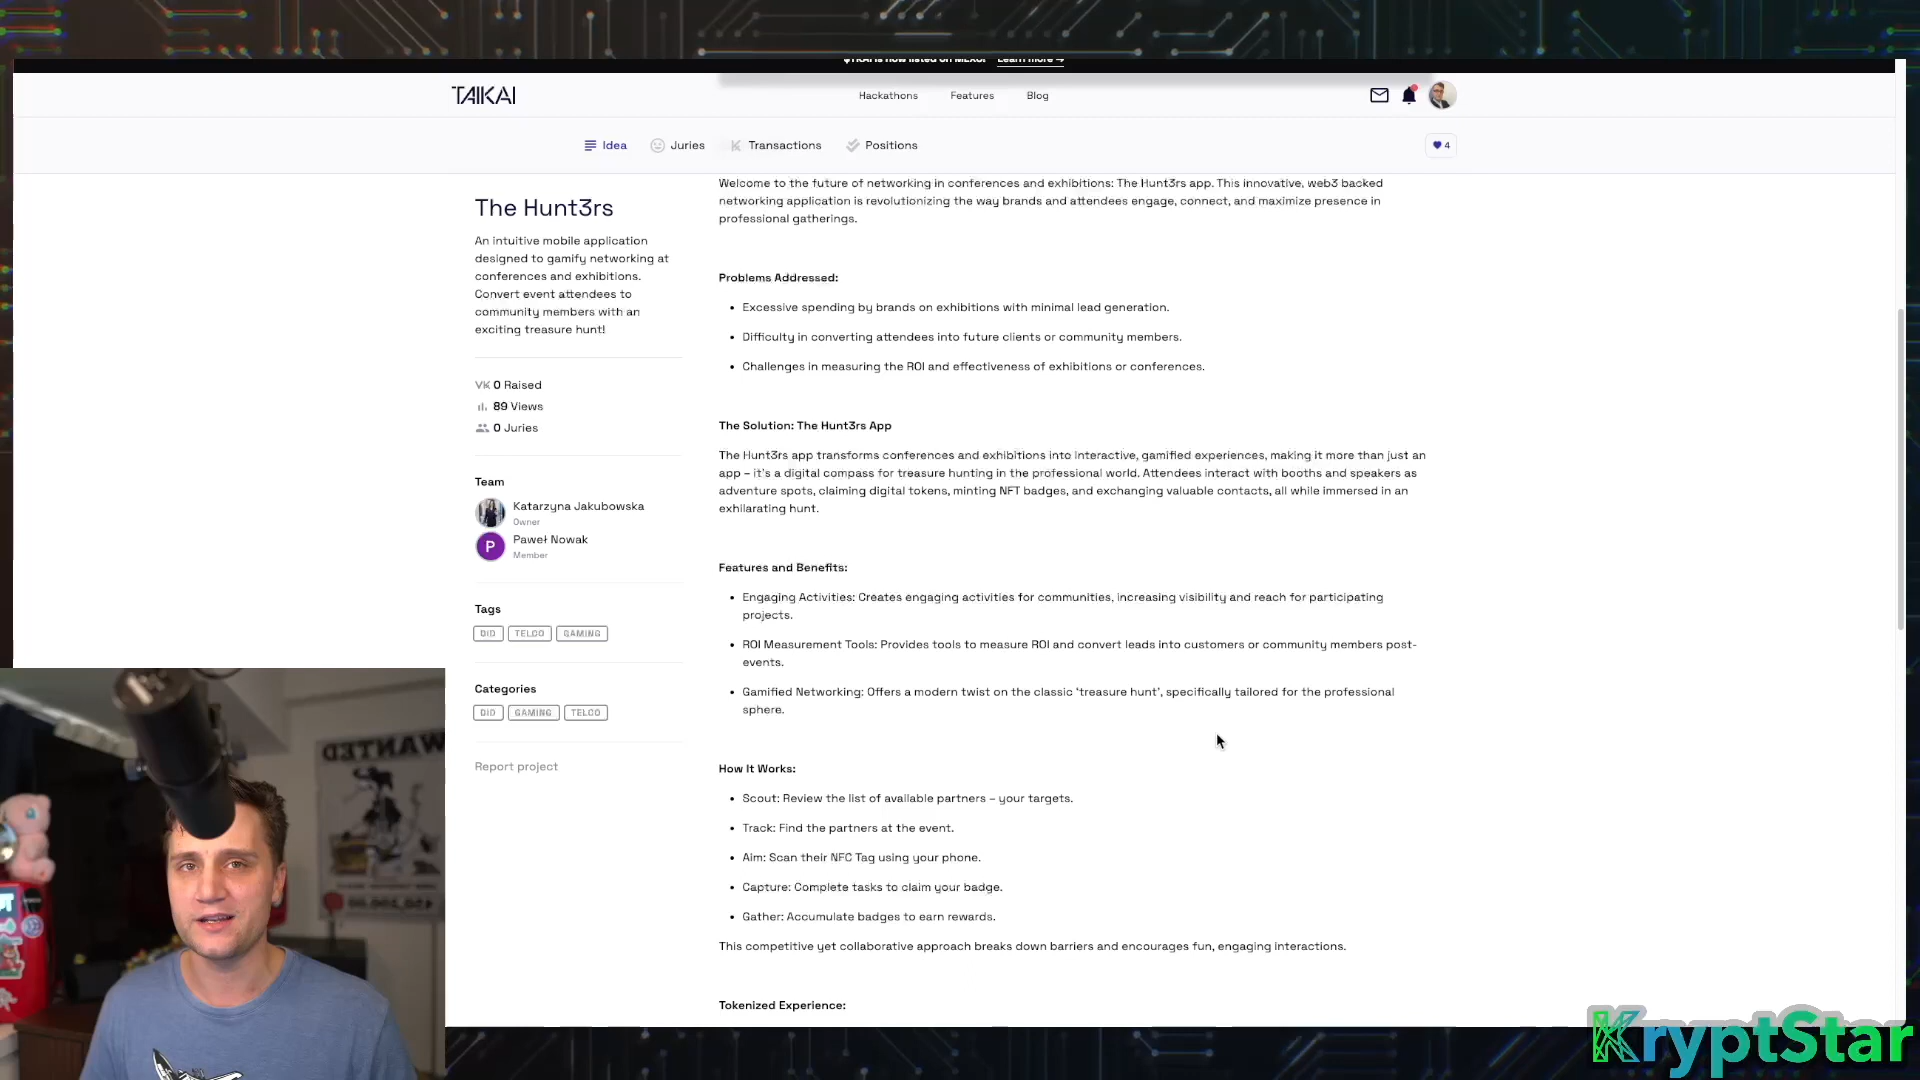 $TKAI is now listed on MEXC! Learn more →
TAIKAI
Hackathons
Features
Blog
Idea
Juries
Transactions
Positions
4
The Hunt3rs
An intuitive mobile application
designed to gamify networking at
conferences and exhibitions.
Convert event attendees to
community members with an
exciting treasure hunt!
VK 0 Raised
89 Views
0 Juries
Team
Katarzyna Jakubowska
Owner
P
Paweł Nowak
Member
Tags
DID TELCO GAMING
Categories
DID GAMING TELCO
Report project
Welcome to the future of networking in conferences and exhibitions: The Hunt3rs app. This innovative, web3 backed
networking application is revolutionizing the way brands and attendees engage, connect, and maximize presence in
professional gatherings.
Problems Addressed:
• Excessive spending by brands on exhibitions with minimal lead generation.
• Difficulty in converting attendees into future clients or community members.
• Challenges in measuring the ROI and effectiveness of exhibitions or conferences.
The Solution: The Hunt3rs App
The Hunt3rs app transforms conferences and exhibitions into interactive, gamified experiences, making it more than just an
app – it's a digital compass for treasure hunting in the professional world. Attendees interact with booths and speakers as
adventure spots, claiming digital tokens, minting NFT badges, and exchanging valuable contacts, all while immersed in an
exhilarating hunt.
Features and Benefits:
• Engaging Activities: Creates engaging activities for communities, increasing visibility and reach for participating
projects.
• ROI Measurement Tools: Provides tools to measure ROI and convert leads into customers or community members post-
events.
• Gamified Networking: Offers a modern twist on the classic ‘treasure hunt’, specifically tailored for the professional
sphere.
How It Works:
• Scout: Review the list of available partners – your targets.
• Track: Find the partners at the event.
• Aim: Scan their NFC Tag using your phone.
• Capture: Complete tasks to claim your badge.
• Gather: Accumulate badges to earn rewards.
This competitive yet collaborative approach breaks down barriers and encourages fun, engaging interactions.
Tokenized Experience:
WANTED
KryptStar